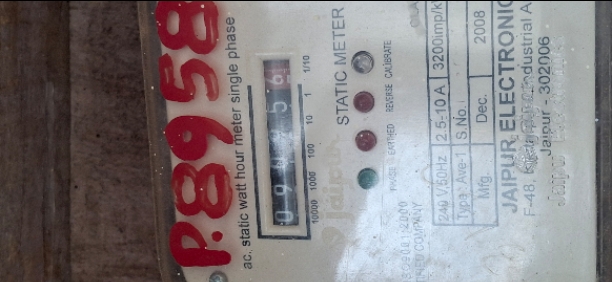 P.8958
ac. static watt hour meter single phase
10000 1000 100 10 1 1/10
STATIC METER
PHASE EARTHED REVERSE CALIBRATE
240 V,50Hz 2.5-10 A 3200imp/k
Type: Ave-1 S.No.
Mfg. Dec. 2008
JAIPUR ELECTRONIC
F-48, Industrial A
Jaipur - 302006